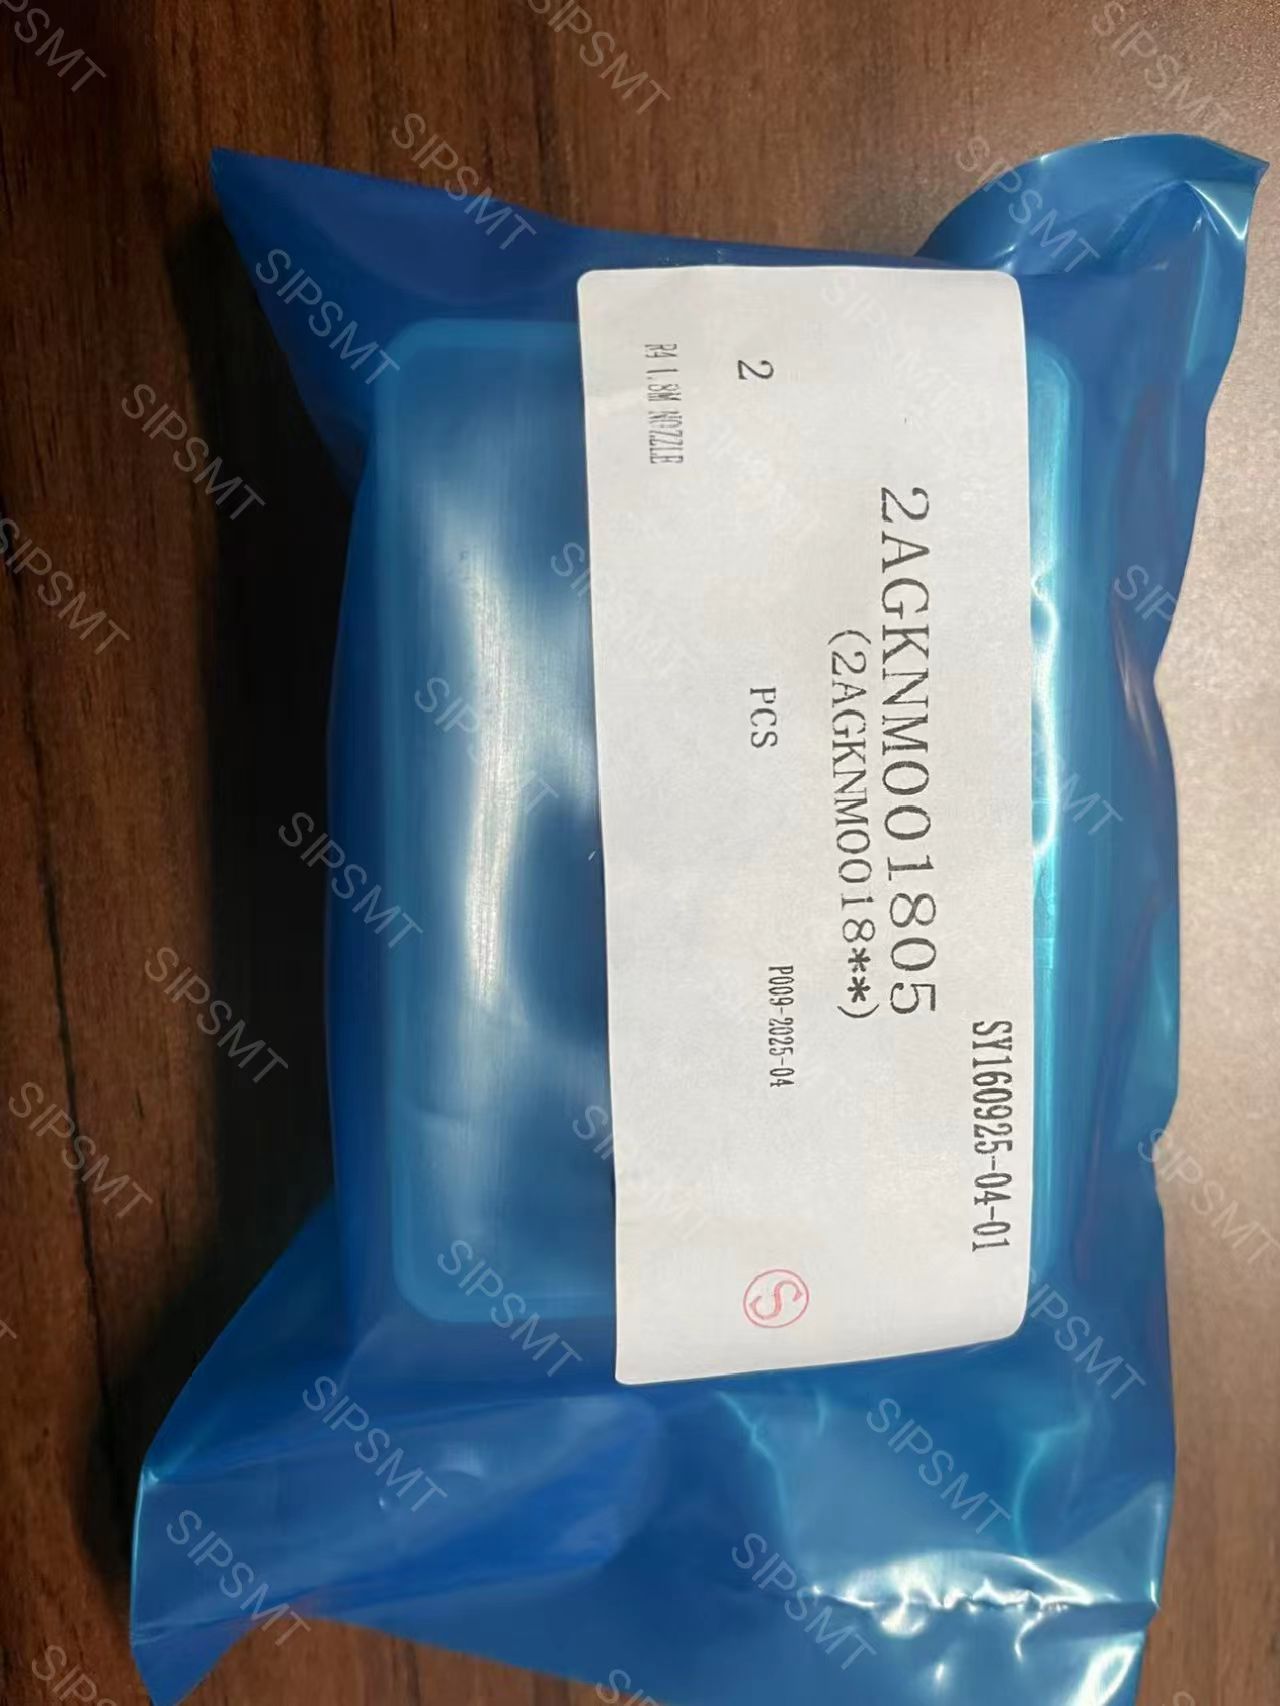 SY160925-04-01
2AGKNM001805
(2AGKNM0018**)
2 PCS P009-2025-04
R4 1.8M NOZZLE
S
SIPSMT